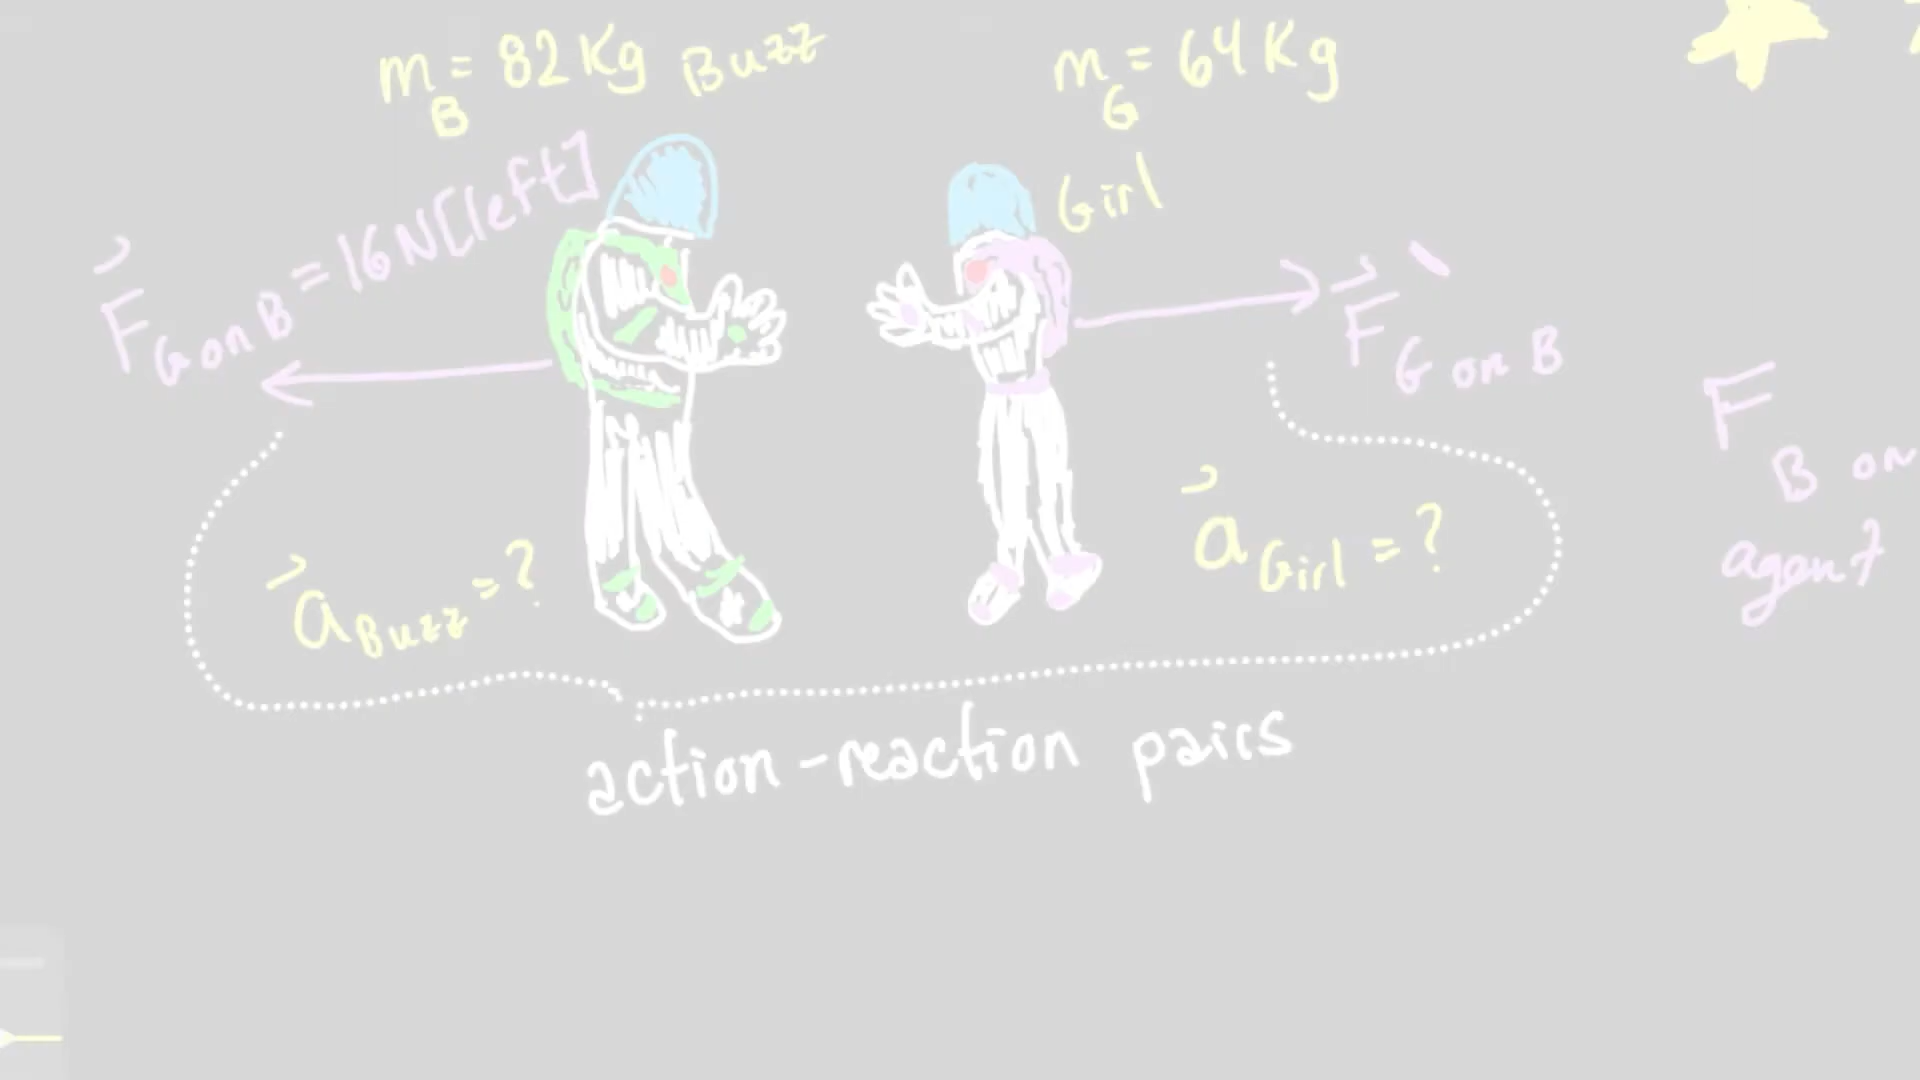 m_B = 82 Kg Buzz
m_G = 64 Kg
Girl
F_G on B = 16N [left]
F_G on B
a_Buzz = ?
a_Girl = ?
F_B on
agent
action-reaction pairs